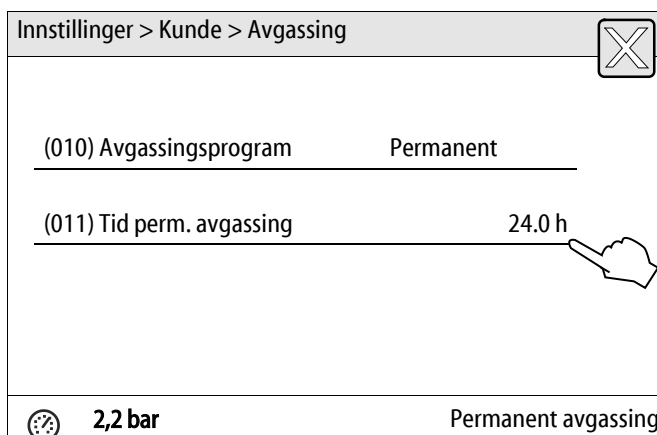 Innstillinger > Kunde > Avgassing
(010) Avgassingsprogram Permanent
(011) Tid perm. avgassing 24.0 h
2,2 bar Permanent avgassing